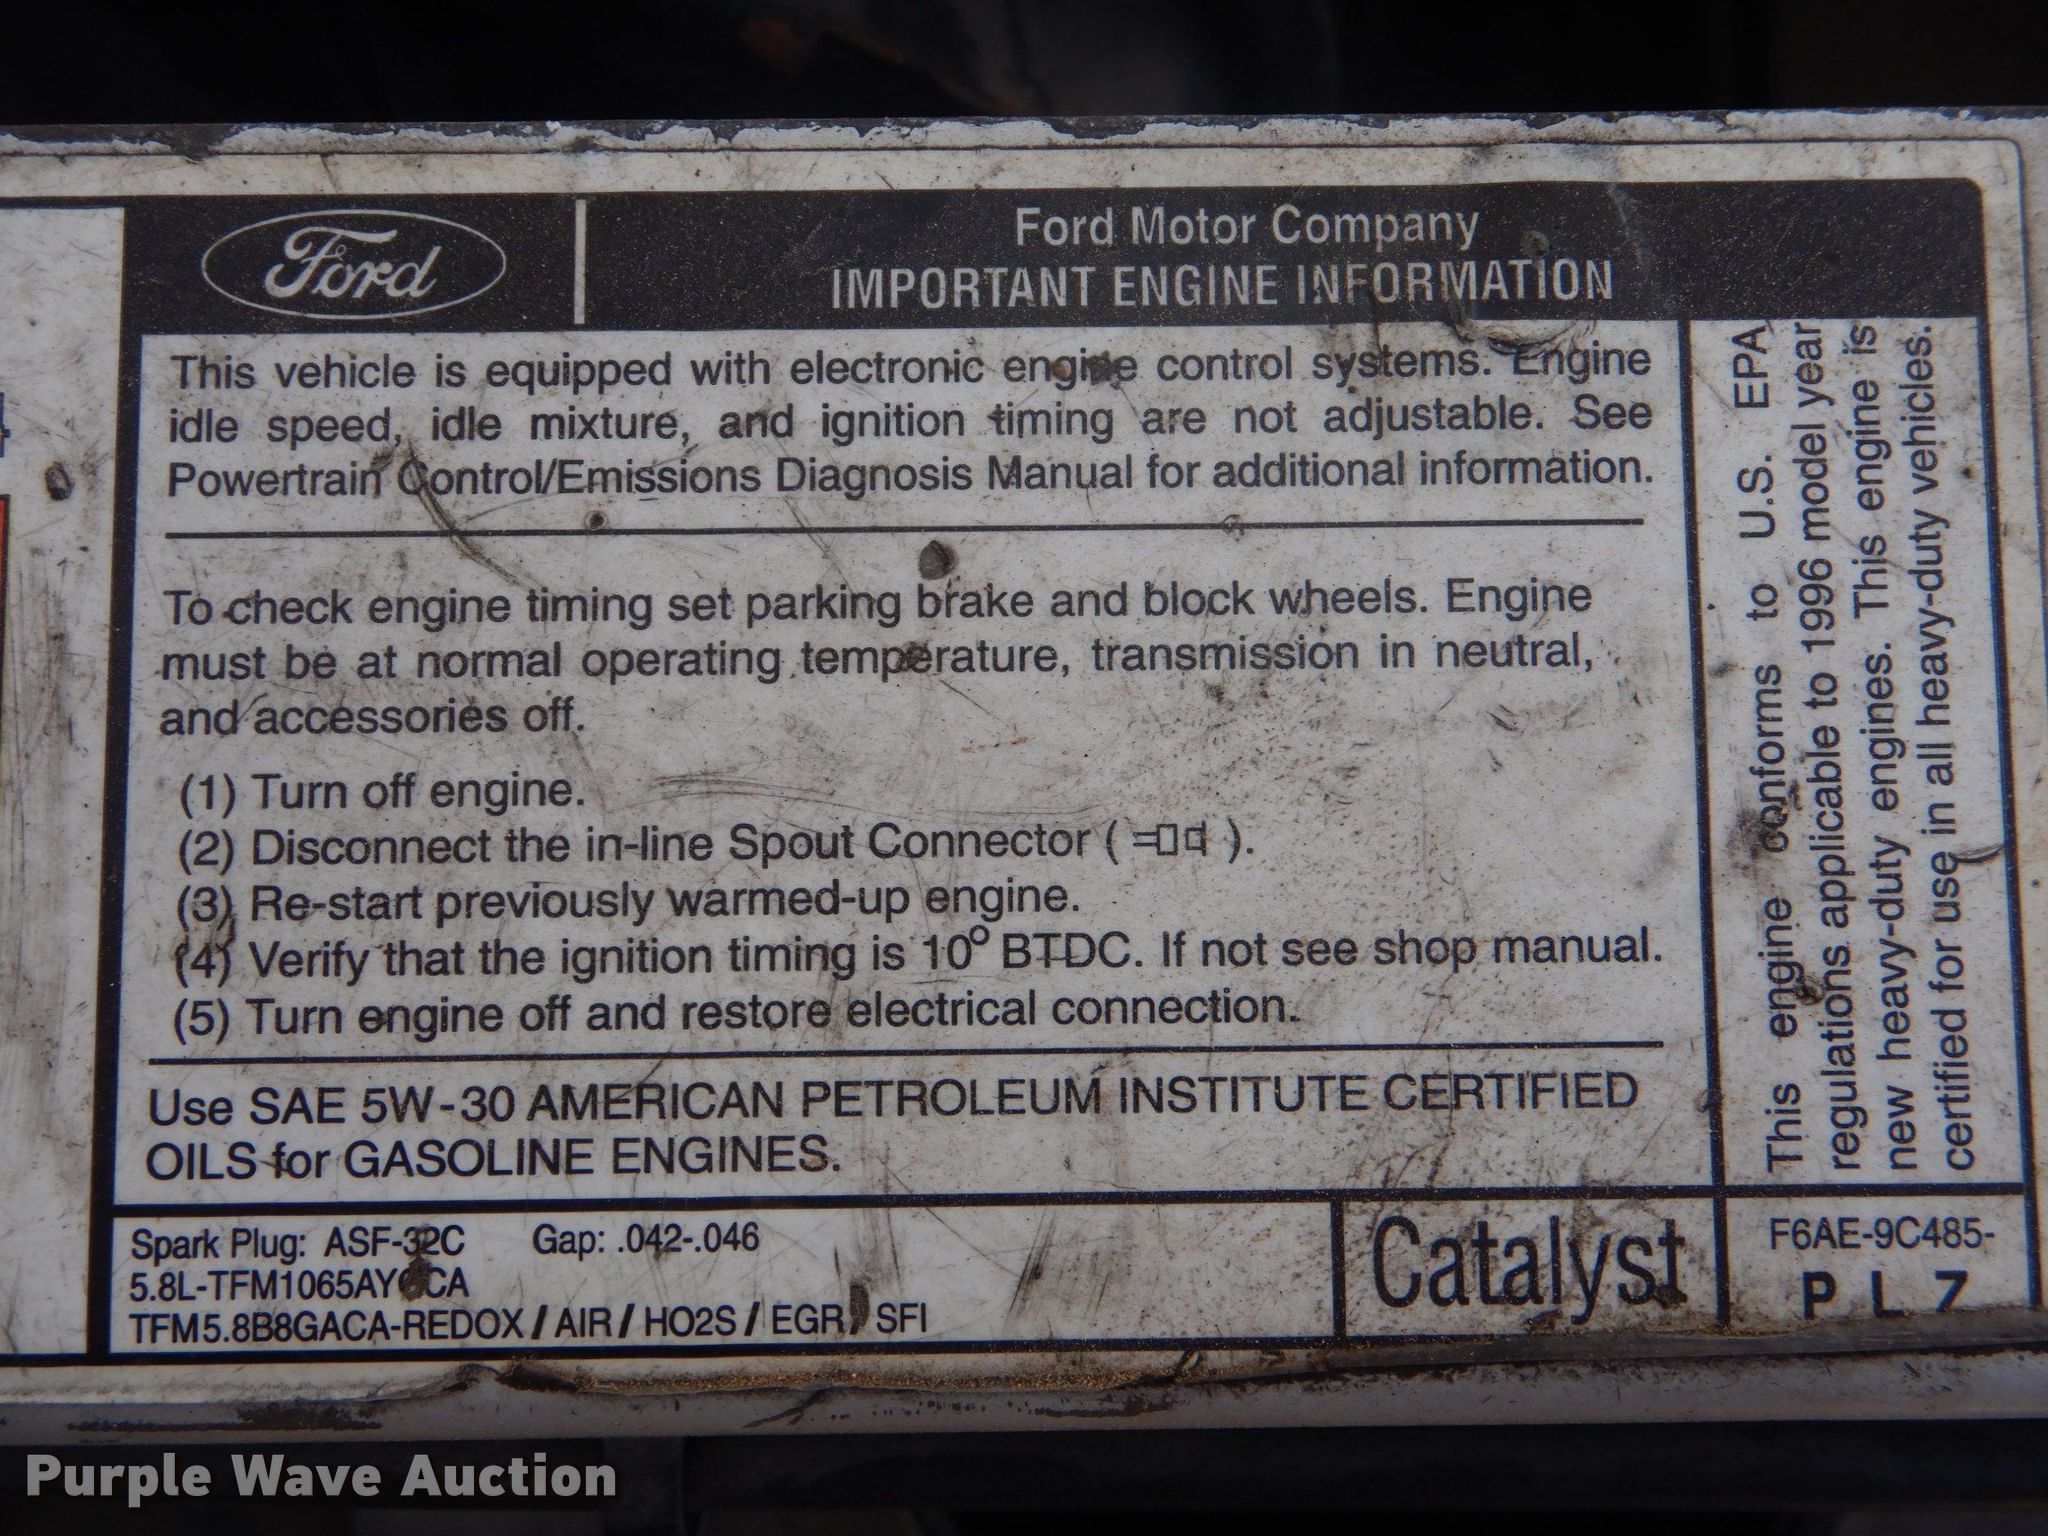 Ford
Ford Motor Company
IMPORTANT ENGINE INFORMATION
This vehicle is equipped with electronic engine control systems. Engine
idle speed, idle mixture, and ignition timing are not adjustable. See
Powertrain Control/Emissions Diagnosis Manual for additional information.
To check engine timing set parking brake and block wheels. Engine
must be at normal operating temperature, transmission in neutral,
and accessories off.
(1) Turn off engine.
(2) Disconnect the in-line Spout Connector ( ).
(3) Re-start previously warmed-up engine.
(4) Verify that the ignition timing is 10° BTDC. If not see shop manual.
(5) Turn engine off and restore electrical connection.
Use SAE 5W-30 AMERICAN PETROLEUM INSTITUTE CERTIFIED
OILS for GASOLINE ENGINES.
This engine conforms to U.S. EPA
regulations applicable to 1996 model year
new heavy-duty engines. This engine is
certified for use in all heavy-duty vehicles.
Spark Plug: ASF-32C Gap: .042-.046
TFM5.8B8GACA-REDOX / AIR / HO2S / EGR / SFI
Catalyst
F6AE-9C485-
P L Z
Purple Wave Auction